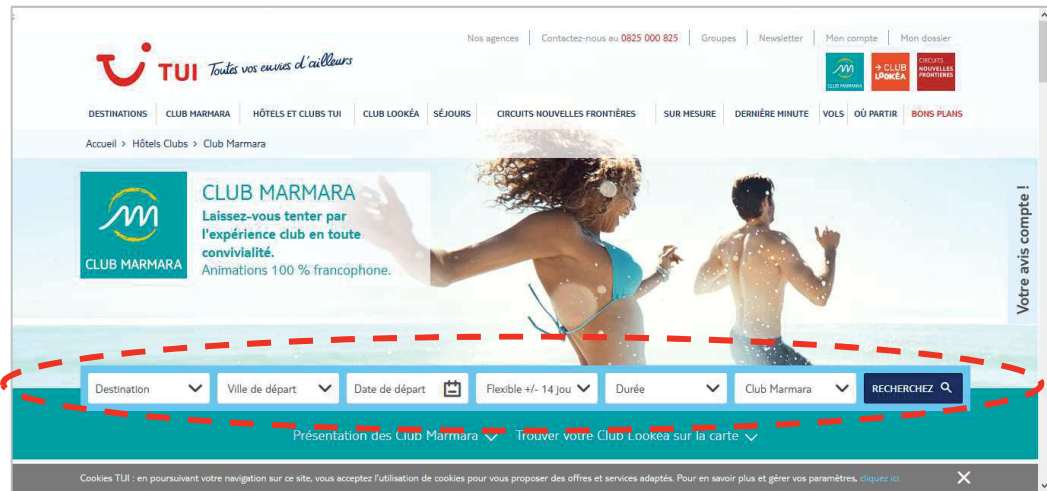 Nos agences | Contactez-nous au 0825 000 825 | Groupes | Newsletter | Mon compte | Mon dossier
TUI Toutes vos envies d'ailleurs
CLUB MARMARA
→ CLUB LOOKÉA
CIRCUITS NOUVELLES FRONTIERES
DESTINATIONS CLUB MARMARA HÔTELS ET CLUBS TUI CLUB LOOKÉA SÉJOURS CIRCUITS NOUVELLES FRONTIÈRES SUR MESURE DERNIÈRE MINUTE VOLS OÙ PARTIR BONS PLANS
Accueil > Hôtels Clubs > Club Marmara
CLUB MARMARA
CLUB MARMARA
Laissez-vous tenter par
l'expérience club en toute
convivialité.
Animations 100 % francophone.
Votre avis compte !
Destination Ville de départ Date de départ Flexible +/- 14 jou Durée Club Marmara RECHERCHEZ
Présentation des Club Marmara Trouver votre Club Lookéa sur la carte
Cookies TUI : en poursuivant votre navigation sur ce site, vous acceptez l'utilisation de cookies pour vous proposer des offres et services adaptés. Pour en savoir plus et gérer vos paramètres, cliquez ici.